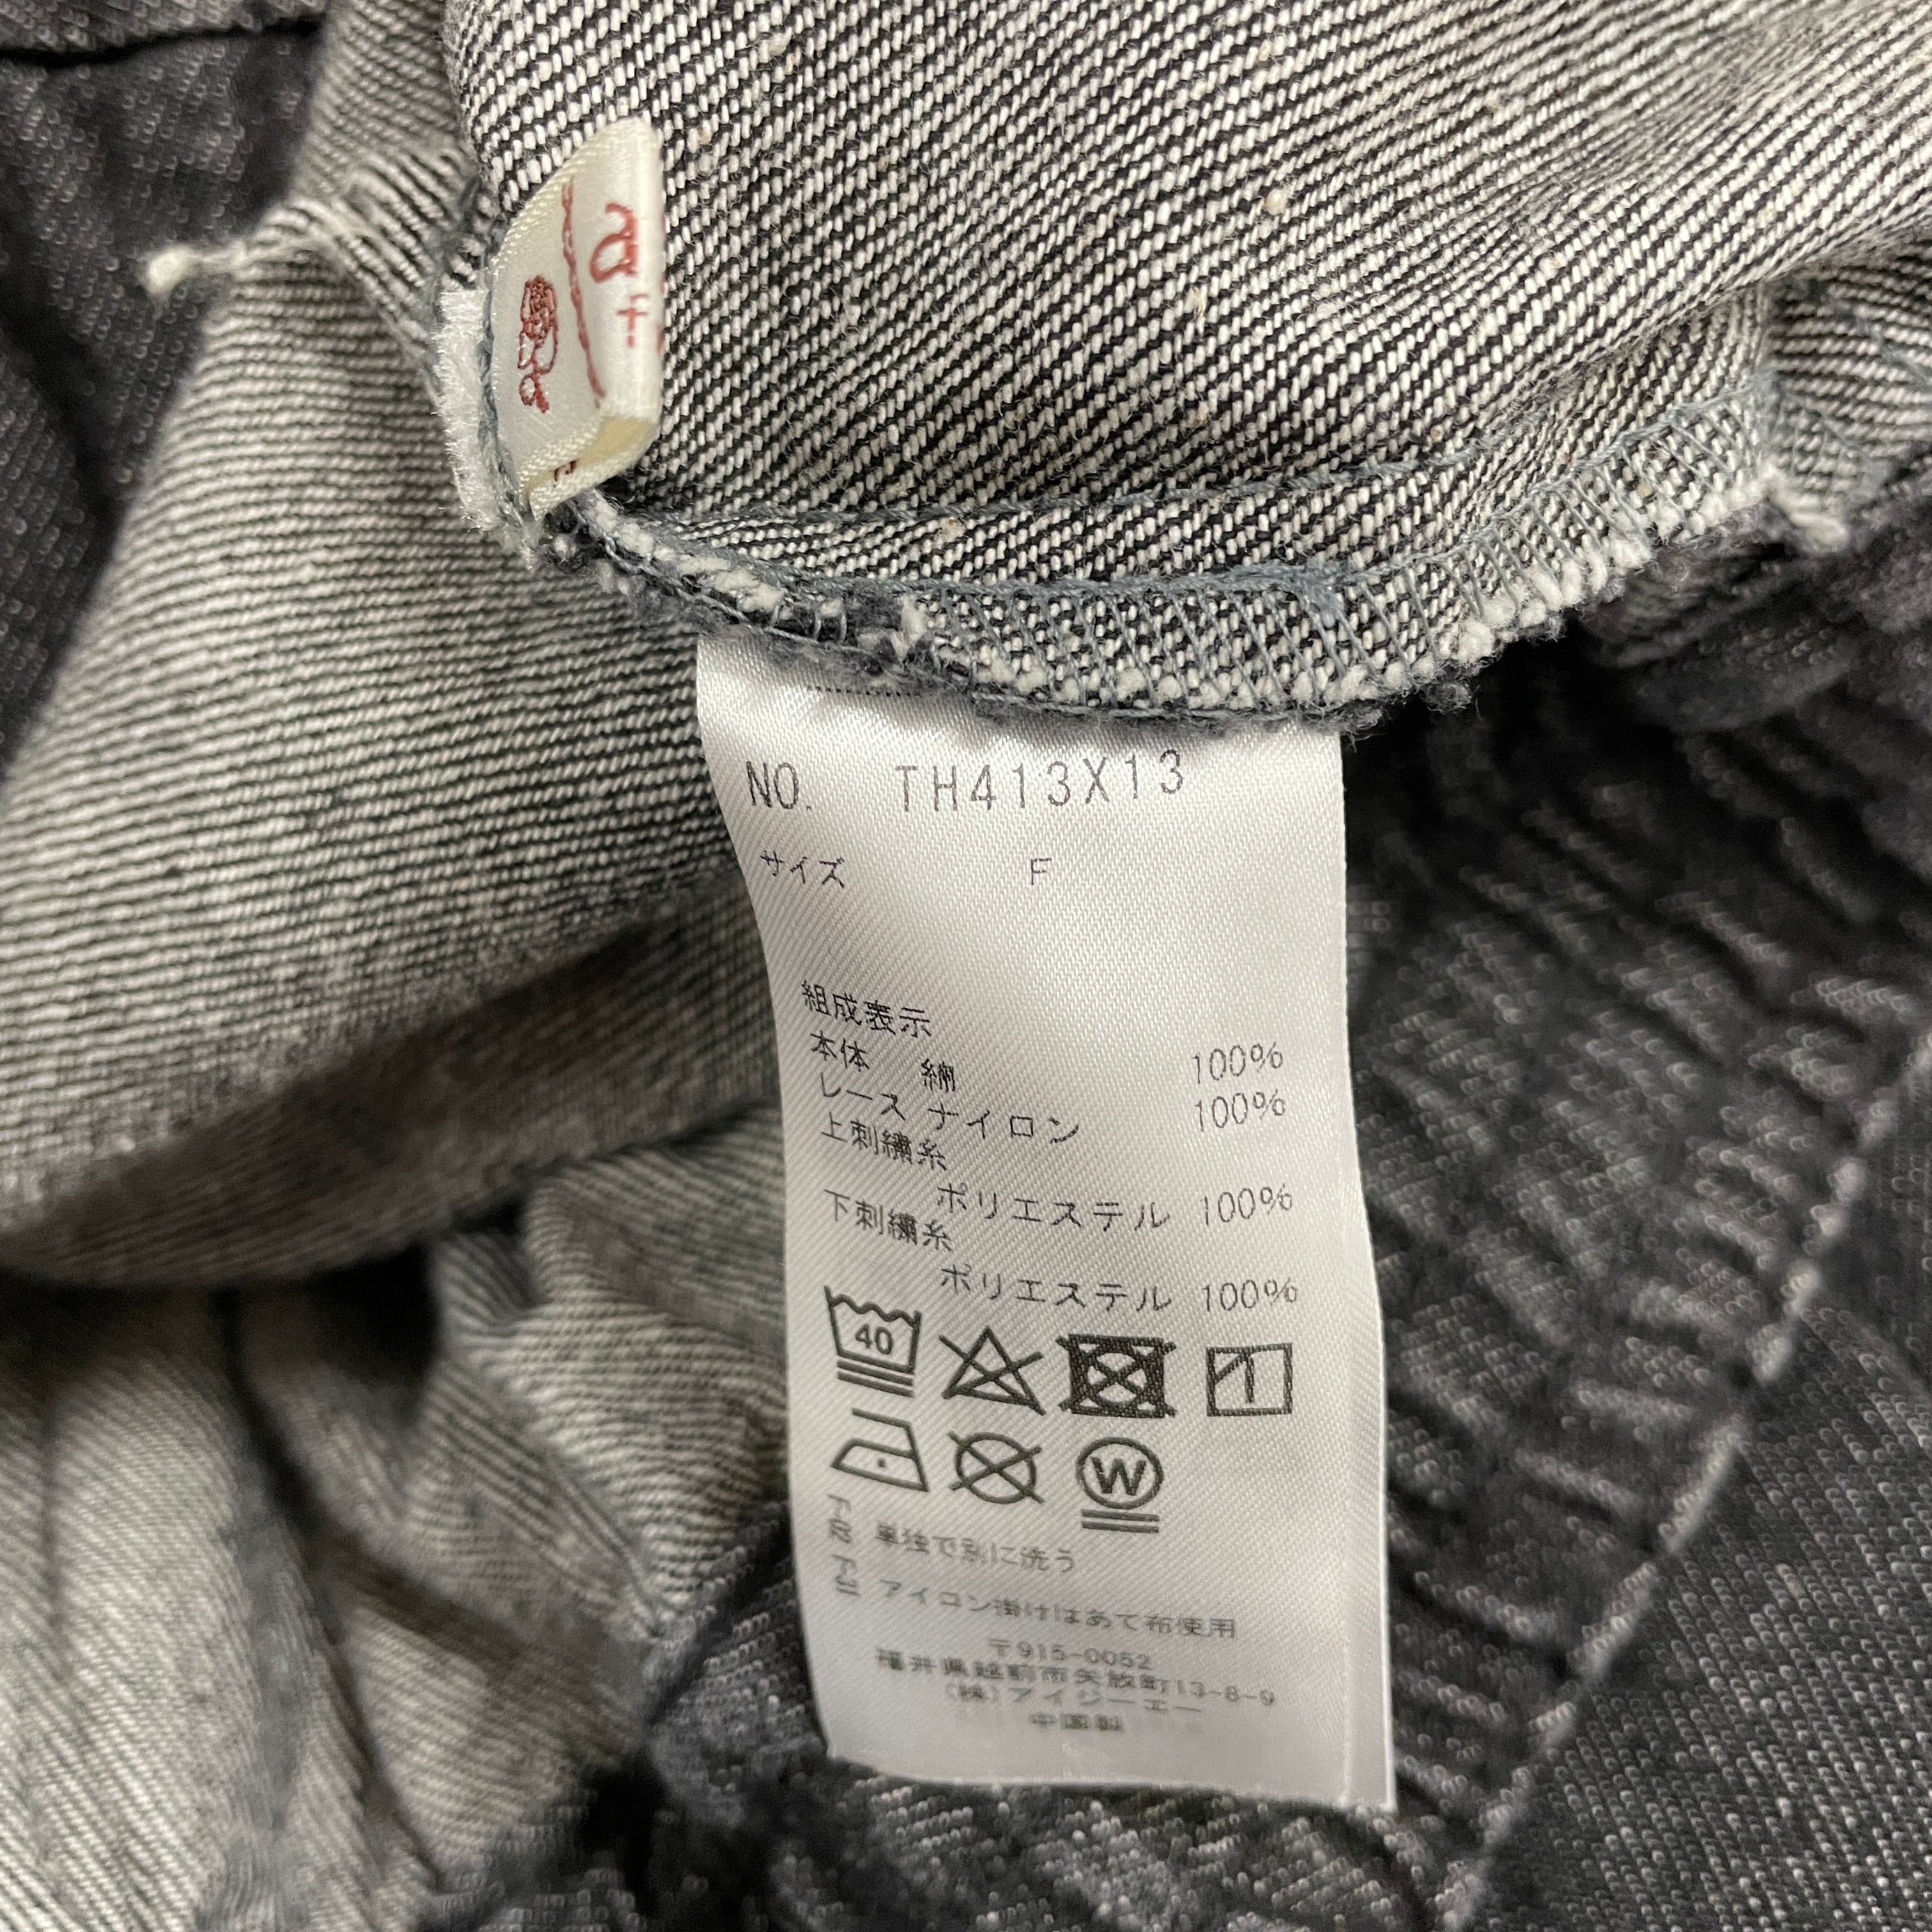 a
NO. TH413X13
サイズ F
組成表示
本体 綿 100%
レース ナイロン 100%
上刺繍糸
ポリエステル 100%
下刺繍糸
ポリエステル 100%
40
W
単独で別に洗う
アイロン掛けはあて布使用
〒915-0052
福井県越前市矢放町13-8-9
(株)アイジーエー
中国製